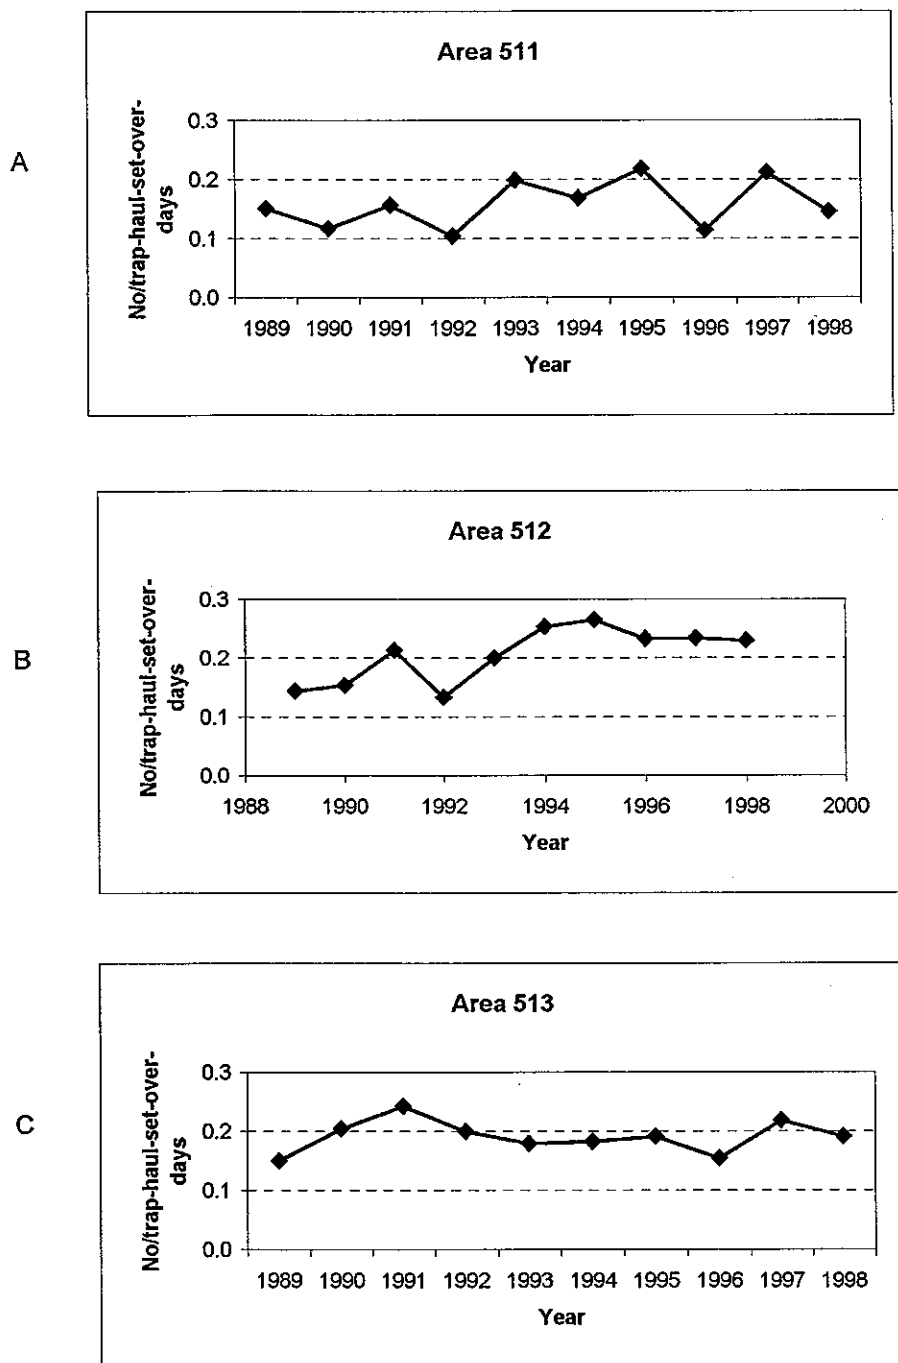 A
Area 511
No/trap-haul-set-over-
days
0.3
0.2
0.1
0.0
1989 1990 1991 1992 1993 1994 1995 1996 1997 1998
Year
B
Area 512
No/trap-haul-set-over-
days
0.3
0.2
0.1
0.0
1988 1990 1992 1994 1996 1998 2000
Year
C
Area 513
No/trap-haul-set-over-
days
0.3
0.2
0.1
0.0
1989 1990 1991 1992 1993 1994 1995 1996 1997 1998
Year